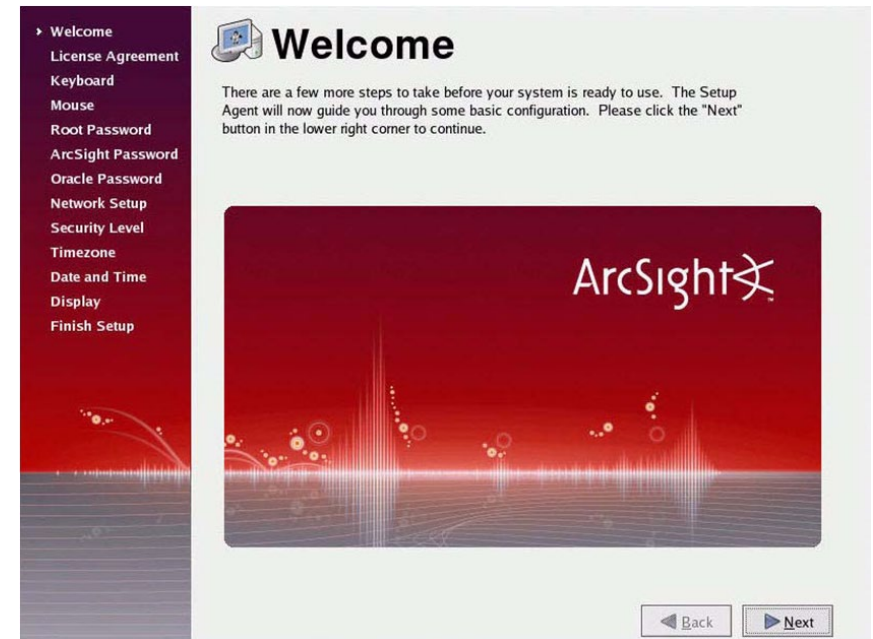 Welcome
License Agreement
Keyboard
Mouse
Root Password
ArcSight Password
Oracle Password
Network Setup
Security Level
Timezone
Date and Time
Display
Finish Setup
Welcome
There are a few more steps to take before your system is ready to use. The Setup
Agent will now guide you through some basic configuration. Please click the "Next"
button in the lower right corner to continue.
ArcSight
Back
Next